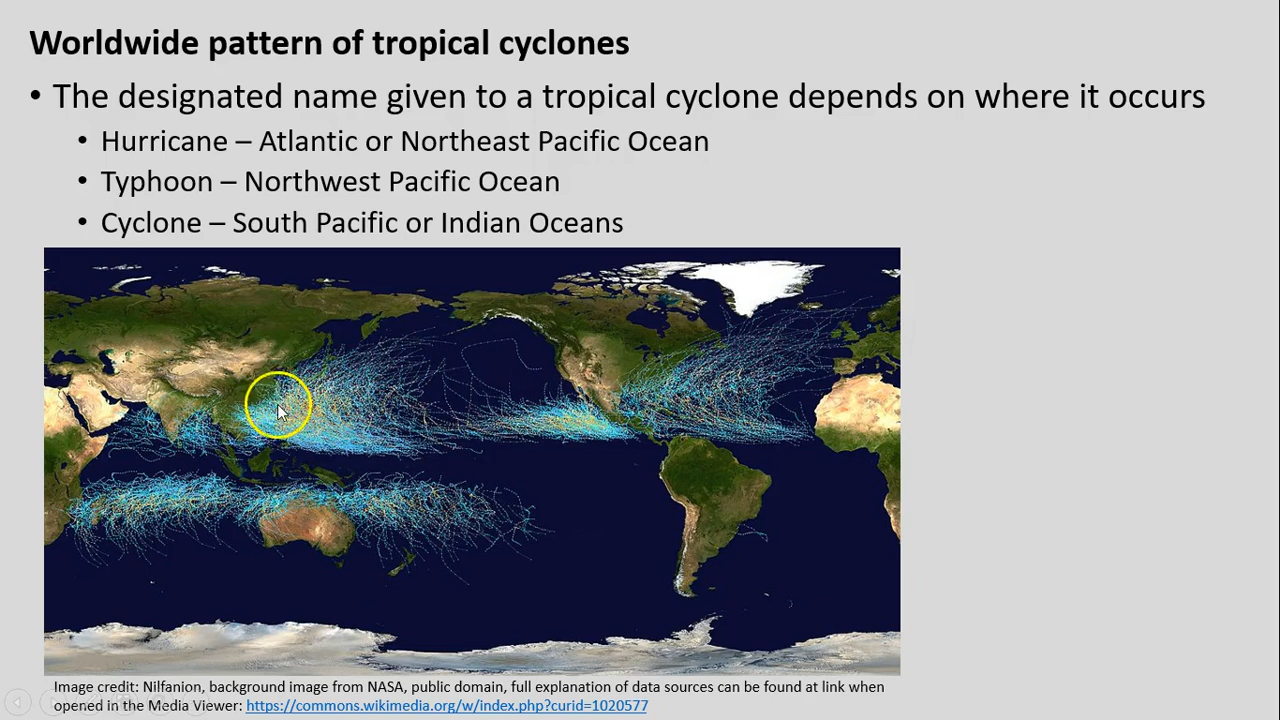 Worldwide pattern of tropical cyclones
• The designated name given to a tropical cyclone depends on where it occurs
• Hurricane – Atlantic or Northeast Pacific Ocean
• Typhoon – Northwest Pacific Ocean
• Cyclone – South Pacific or Indian Oceans
Image credit: Nilfanion, background image from NASA, public domain, full explanation of data sources can be found at link when
opened in the Media Viewer: https://commons.wikimedia.org/w/index.php?curid=1020577